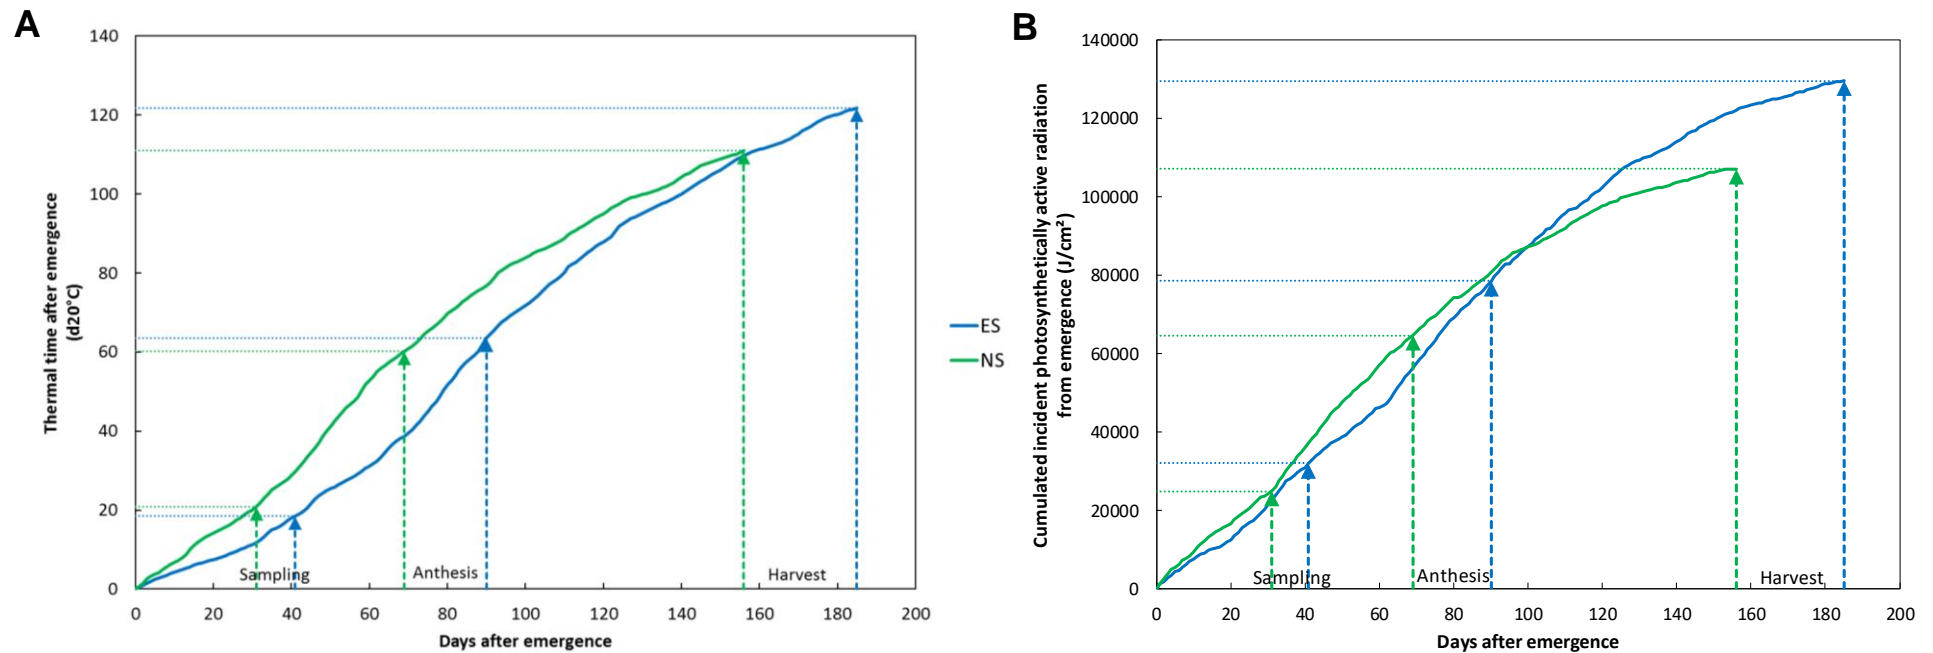 A
Thermal time after emergence
(d20°C)
140
120
100
80
60
40
20
0
Sampling
Anthesis
Harvest
0 20 40 60 80 100 120 140 160 180 200
Days after emergence
ES
NS
B
Cumulated incident photosynthetically active radiation
from emergence (J/cm²)
140000
120000
100000
80000
60000
40000
20000
0
Sampling
Anthesis
Harvest
0 20 40 60 80 100 120 140 160 180 200
Days after emergence